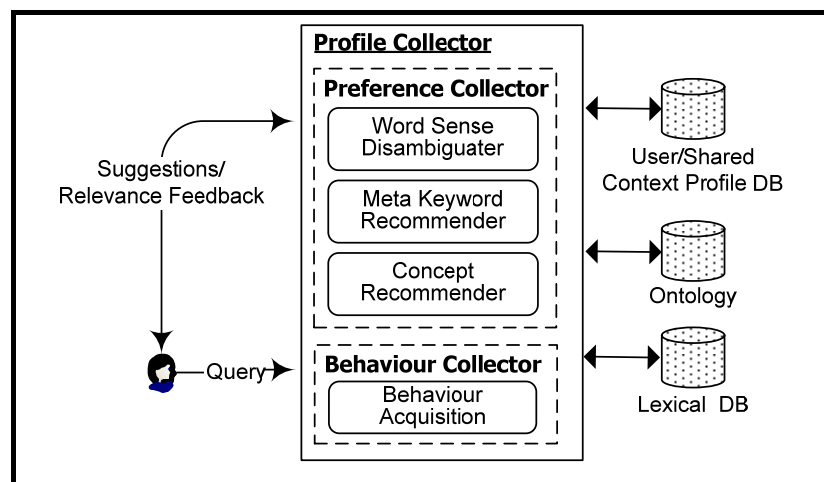 Profile Collector
Preference Collector
Word Sense
Disambiguater
Meta Keyword
Recommender
Concept
Recommender
Behaviour Collector
Behaviour
Acquisition
Suggestions/
Relevance Feedback
Query
User/Shared
Context Profile DB
Ontology
Lexical DB